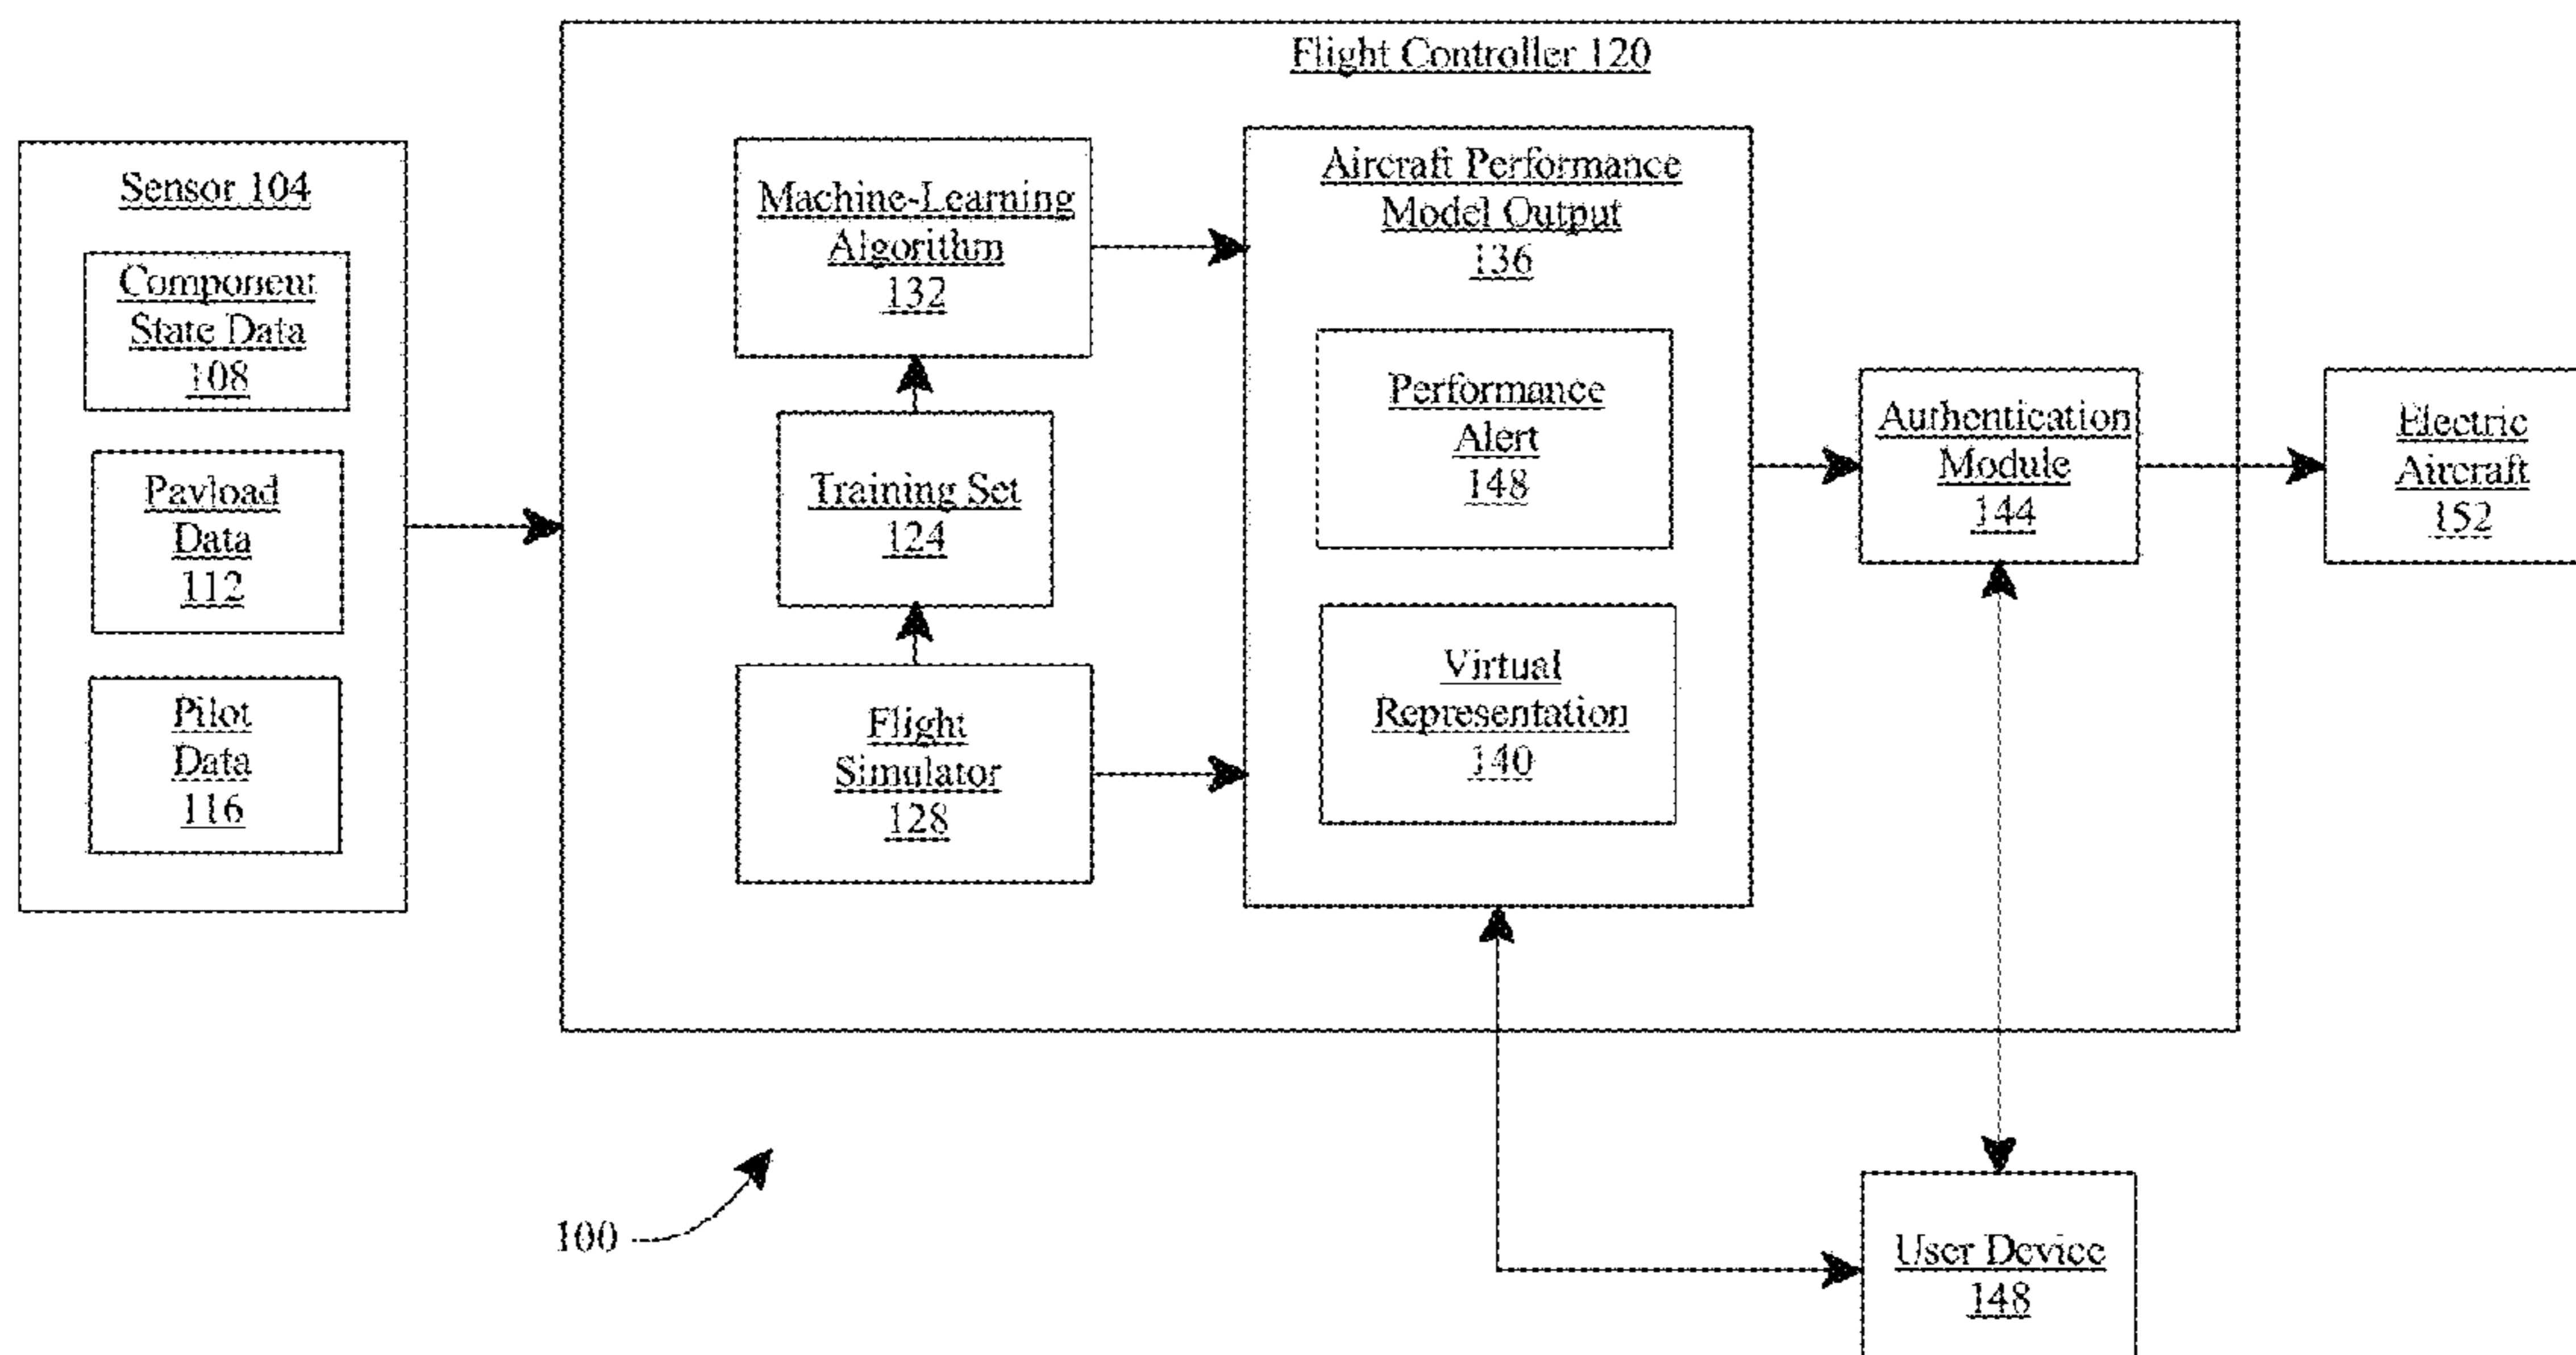 Flight Controller 120
Sensor 104
Component
State Data
108
Payload
Data
112
Pilot
Data
116
Machine-Learning
Algorithm
132
Training Set
124
Flight
Simulator
128
Aircraft Performance
Model Output
136
Performance
Alert
148
Virtual
Representation
140
Authentication
Module
144
Electric
Aircraft
152
User Device
148
100